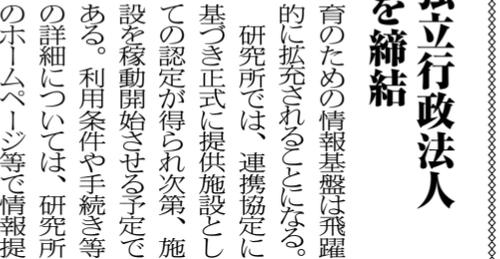 独立行政法人
を締結
育のための情報基盤は飛躍
的に拡充されることになる。
研究所では、連携協定に
基づき正式に提供施設とし
ての認定が得られ次第、施
設を稼動開始させる予定で
ある。利用条件や手続き等
の詳細については、研究所
のホームページ等で情報提